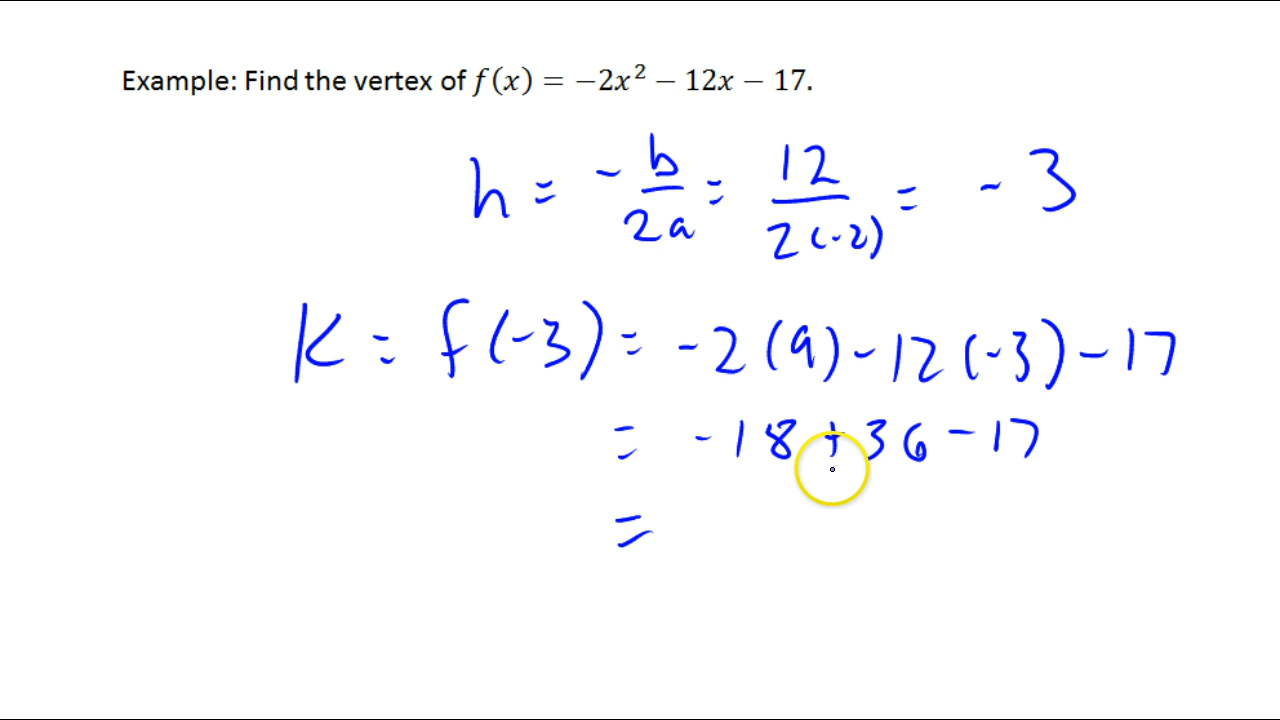 Example: Find the vertex of f(x) = −2x² − 12x − 17.
h = -b/2a = 12/2(-2) = -3
K = f(-3) = -2(9)-12(-3)-17
= -18+36-17
=